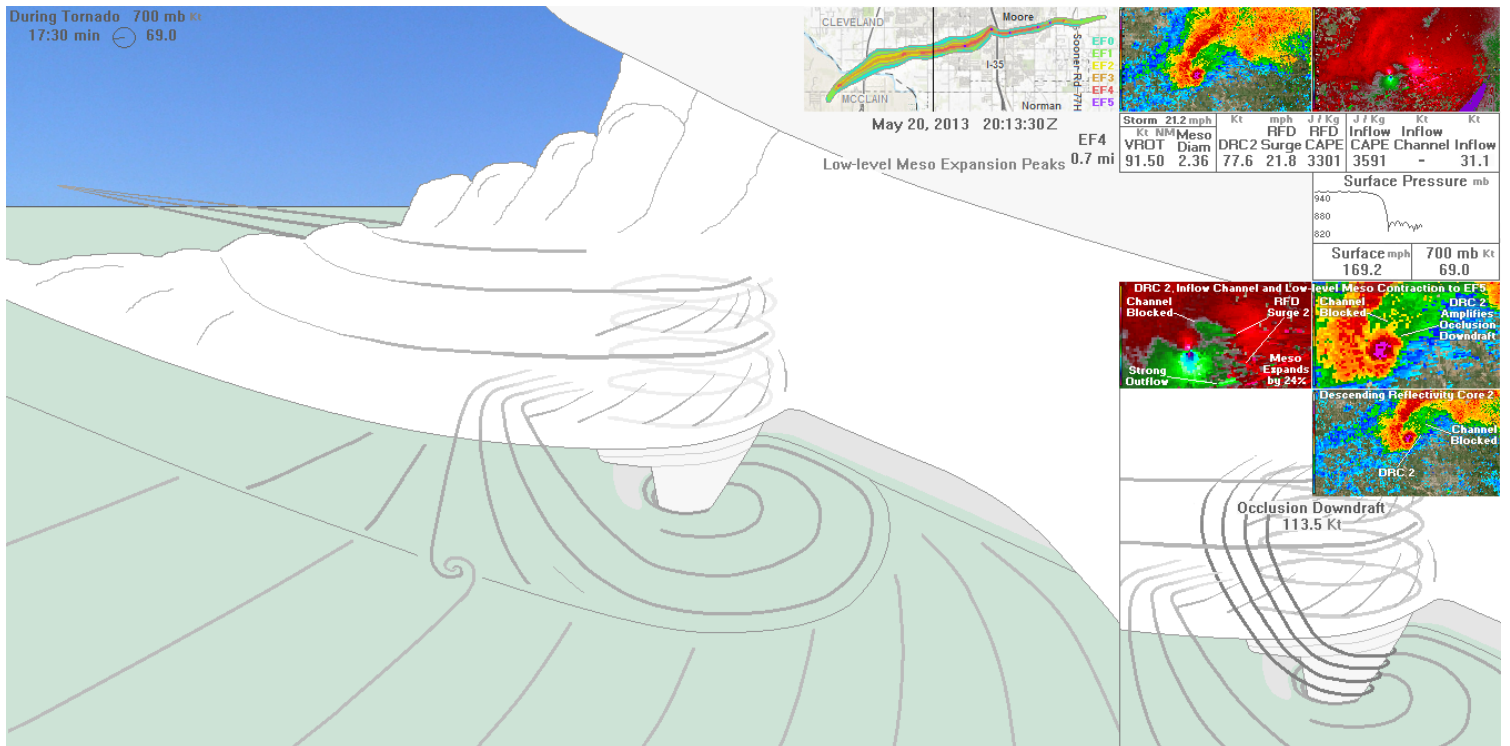 During Tornado 700 mb Kt
17:30 min 69.0
CLEVELAND
Moore
I-35
MCCLAIN
Norman
Sooner-Rd-77H
EF0
EF1
EF2
EF3
EF4
EF5
May 20, 2013 20:13:30Z
EF4
0.7 mi
Low-level Meso Expansion Peaks
Storm 21.2 mph Kt mph J / Kg J / Kg Kt Kt
Kt NM RFD RFD Inflow Inflow
VROT Meso Diam DRC2 Surge CAPE CAPE Channel Inflow
91.50 2.36 77.6 21.8 3301 3591 - 31.1
Surface Pressure mb
940
880
820
Surface mph 700 mb Kt
169.2 69.0
DRC 2, Inflow Channel and Low-level Meso Contraction to EF5
Channel Blocked
RFD Surge 2
Strong Outflow
Meso Expands by 24%
Channel Blocked
DRC 2 Amplifies Occlusion Downdraft
Descending Reflectivity Core 2
Channel Blocked
DRC 2
Occlusion Downdraft
113.5 Kt